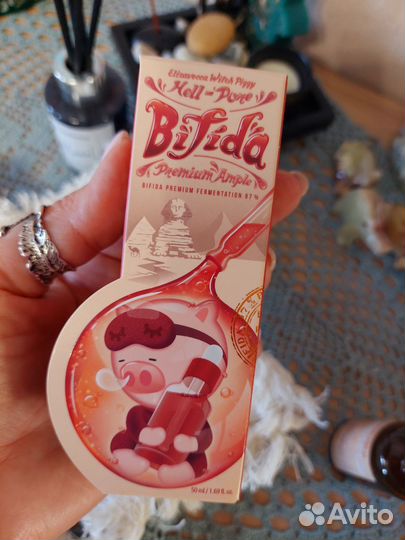 Elizavecca Witch Piggy
Hell-Pore
Bifida
Premium Ample
BIFIDA PREMIUM FERMENTATION 97%
50 ml / 1.69 fl.oz.
Avito